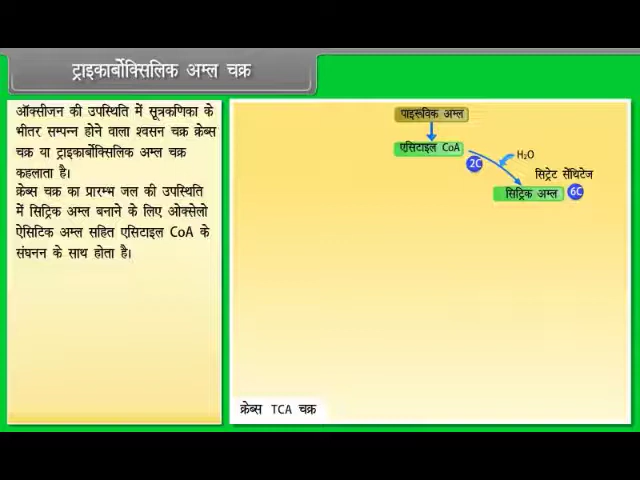 ट्राइकार्बोक्सिलिक अम्ल चक्र
ऑक्सीजन की उपस्थिति में सूत्रकणिका के
भीतर सम्पन्न होने वाला श्वसन चक्र क्रेब्स
चक्र या ट्राइकार्बोक्सिलिक अम्ल चक्र
कहलाता है।
क्रेब्स चक्र का प्रारम्भ जल की उपस्थिति
में सिट्रिक अम्ल बनाने के लिए ओक्सेलो
ऐसिटिक अम्ल सहित एसिटाइल CoA के
संघनन के साथ होता है।
पाइरूविक अम्ल
एसिटाइल CoA
2C
H₂O
सिट्रेट सेंथिटेज
सिट्रिक अम्ल
6C
क्रेब्स TCA चक्र